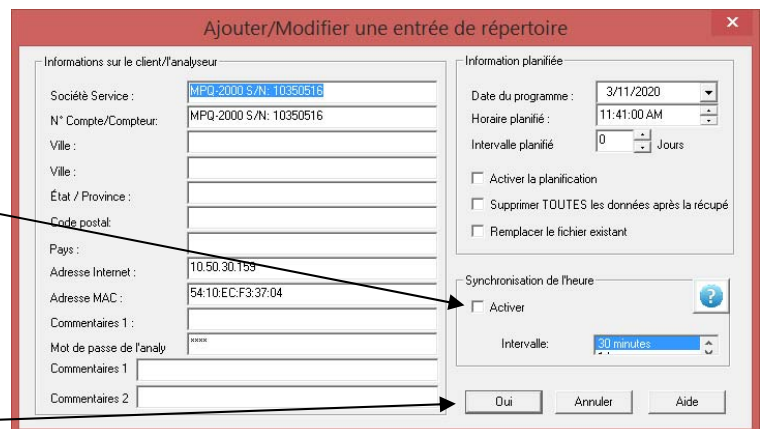 Ajouter/Modifier une entrée de répertoire
Informations sur le client/l'analyseur
Sociétè Service : MPQ-2000 S/N: 10350516
N° Compte/Compteur: MPQ-2000 S/N: 10350516
Ville :
Ville :
État / Province :
Code postal:
Pays :
Adresse Internet : 10.50.30.159
Adresse MAC : 54:10:EC:F3:37:04
Commentaires 1 :
Mot de passe de l'analy ****
Commentaires 1
Commentaires 2
Information planifiée
Date du programme : 3/11/2020
Horaire planifié : 11:41:00 AM
Intervalle planifié 0 Jours
Activer la planification
Supprimer TOUTES les données après la récupé
Remplacer le fichier existant
Synchronisation de l'heure
Activer
?
Intervalle: 30 minutes
Oui Annuler Aide